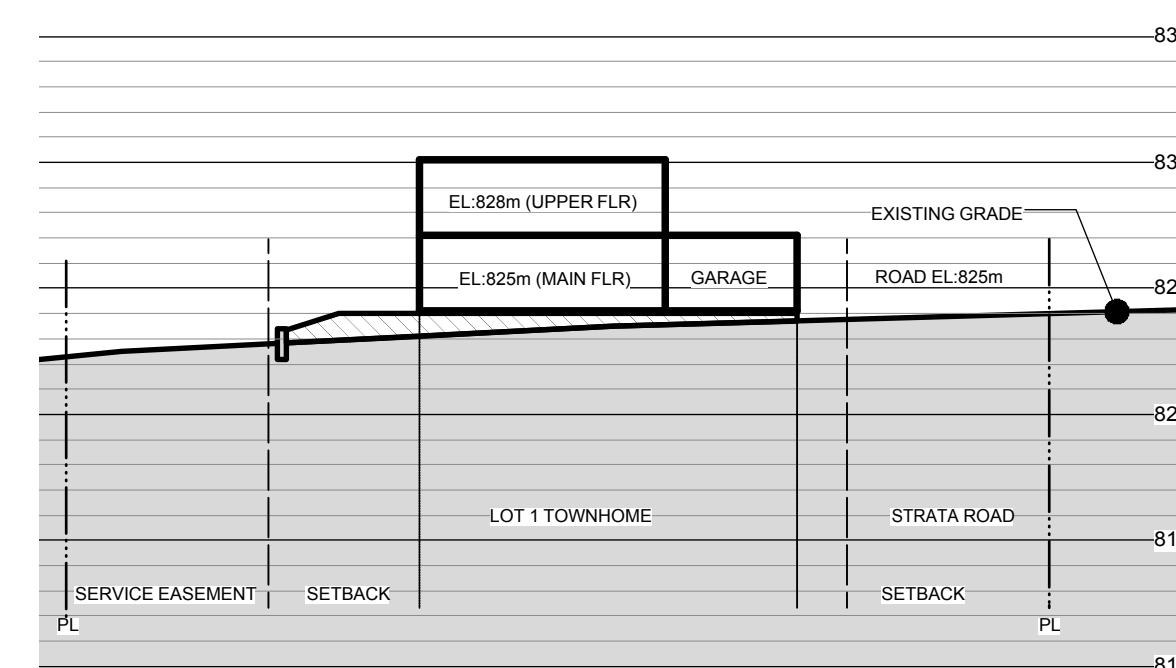 83
83
EL:828m (UPPER FLR)
EXISTING GRADE
EL:825m (MAIN FLR)
GARAGE
ROAD EL:825m
82
82
LOT 1 TOWNHOME
STRATA ROAD
81
SERVICE EASEMENT
SETBACK
SETBACK
PL
PL
81